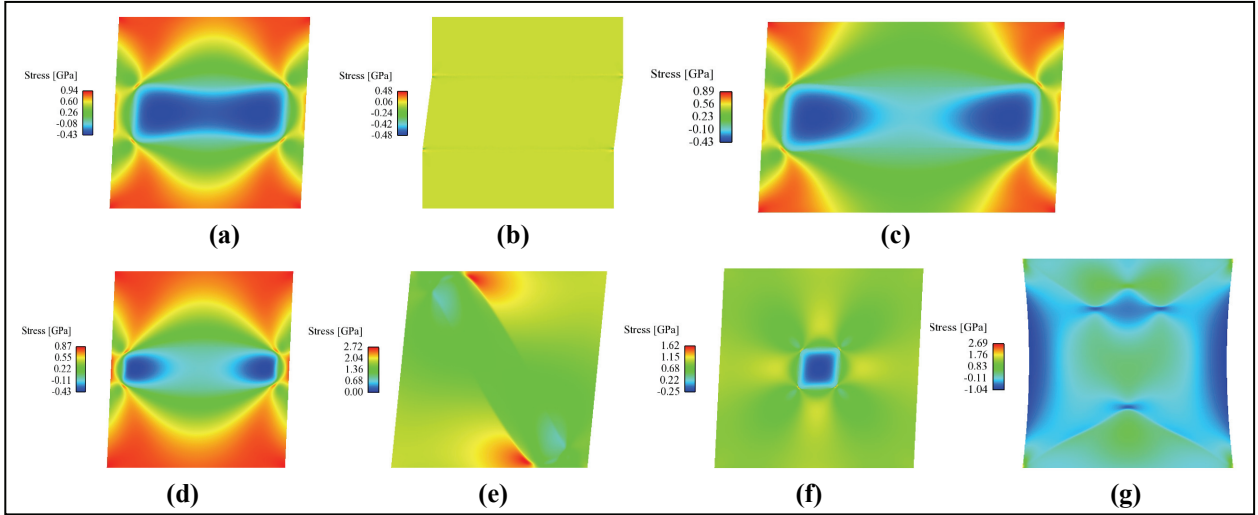 Stress [GPa]
0.94
0.60
0.26
-0.08
-0.43
(a)
Stress [GPa]
0.48
0.06
-0.06
-0.42
-0.48
(b)
Stress [GPa]
0.89
0.56
0.23
-0.10
-0.43
(c)
Stress [GPa]
0.87
0.55
0.22
-0.11
-0.43
(d)
Stress [GPa]
2.72
2.04
1.36
0.68
0.00
(e)
Stress [GPa]
1.62
1.15
0.68
0.22
-0.25
(f)
Stress [GPa]
2.69
1.76
0.83
-0.11
-1.04
(g)